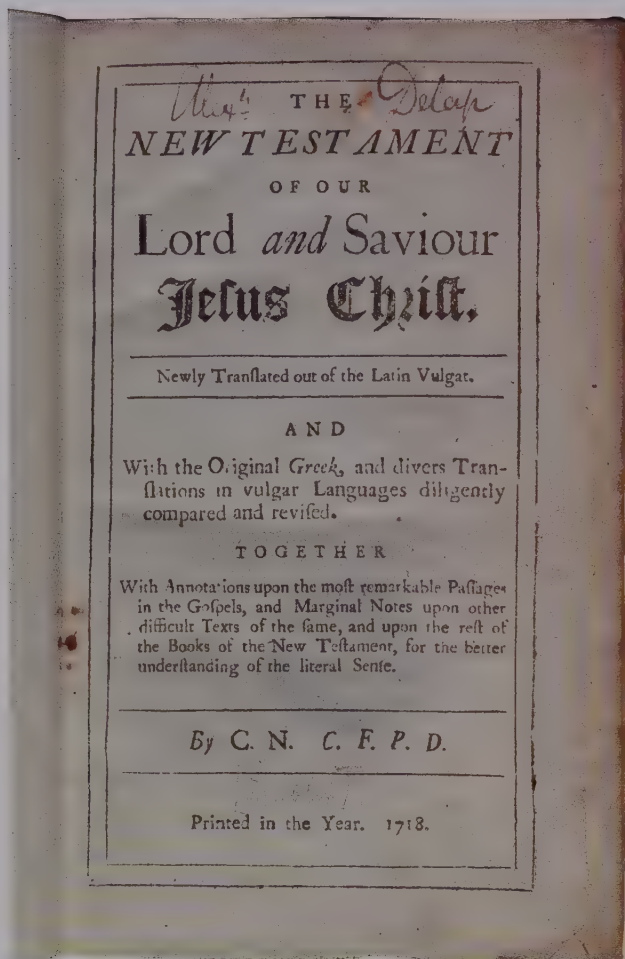 THE Delap
NEW TESTAMENT
OF OUR
Lord and Saviour
Jeſus Chriſt.
Newly Tranſlated out of the Latin Vulgat.
AND
With the Original Greek, and divers Tran-
ſlations in vulgar Languages diligently
compared and reviſed.
TOGETHER
With Annotations upon the moſt remarkable Paſſages
in the Goſpels, and Marginal Notes upon other
difficult Texts of the ſame, and upon the reſt of
the Books of the New Teſtament, for the better
underſtanding of the literal Senſe.
By C. N. C. F. P. D.
Printed in the Year. 1718.